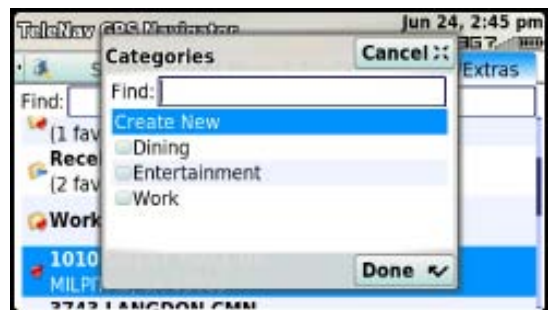 TeleNav GPS Navigator Jun 24, 2:45 pm
Categories Cancel
Extras
Find:
Find:
Create New
(1 fav
Dining
Rece
Entertainment
(2 fav
Work
Work
1010
Done
MILPI
3743 LANGDON CMN